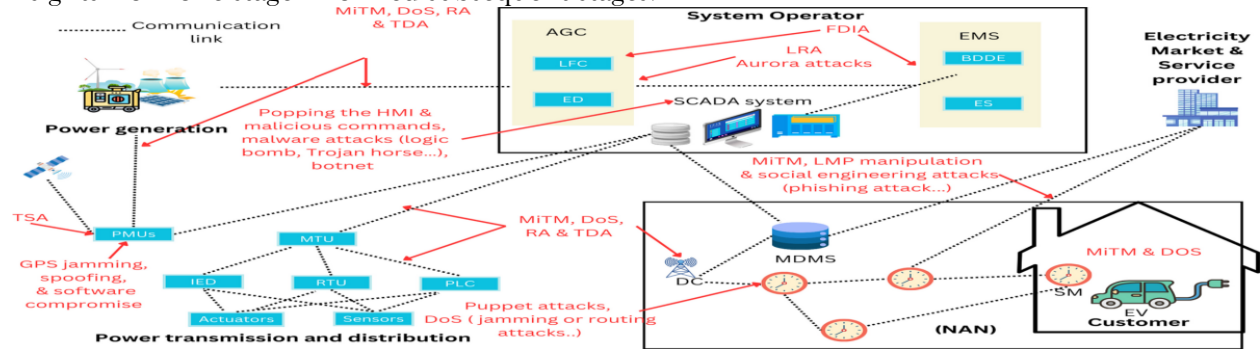 MiTM, DoS, RA
& TDA
Communication
link
System Operator
AGC
LFC
ED
FDIA
LRA
Aurora attacks
EMS
BDDE
ES
Electricity
Market &
Service
provider
SCADA system
Power generation
Popping the HMI &
malicious commands,
malware attacks (logic
bomb, Trojan horse...),
botnet
MiTM, LMP manipulation
& social engineering attacks
(phishing attack...)
TSA
PMUs
GPS jamming,
spoofing,
& software
compromise
MTU
IED
RTU
PLC
Actuators
Sensors
Power transmission and distribution
MiTM, DoS,
RA & TDA
DC
MDMS
Puppet attacks,
DoS ( jamming or routing
attacks..)
(NAN)
MiTM & DOS
SM
EV
Customer